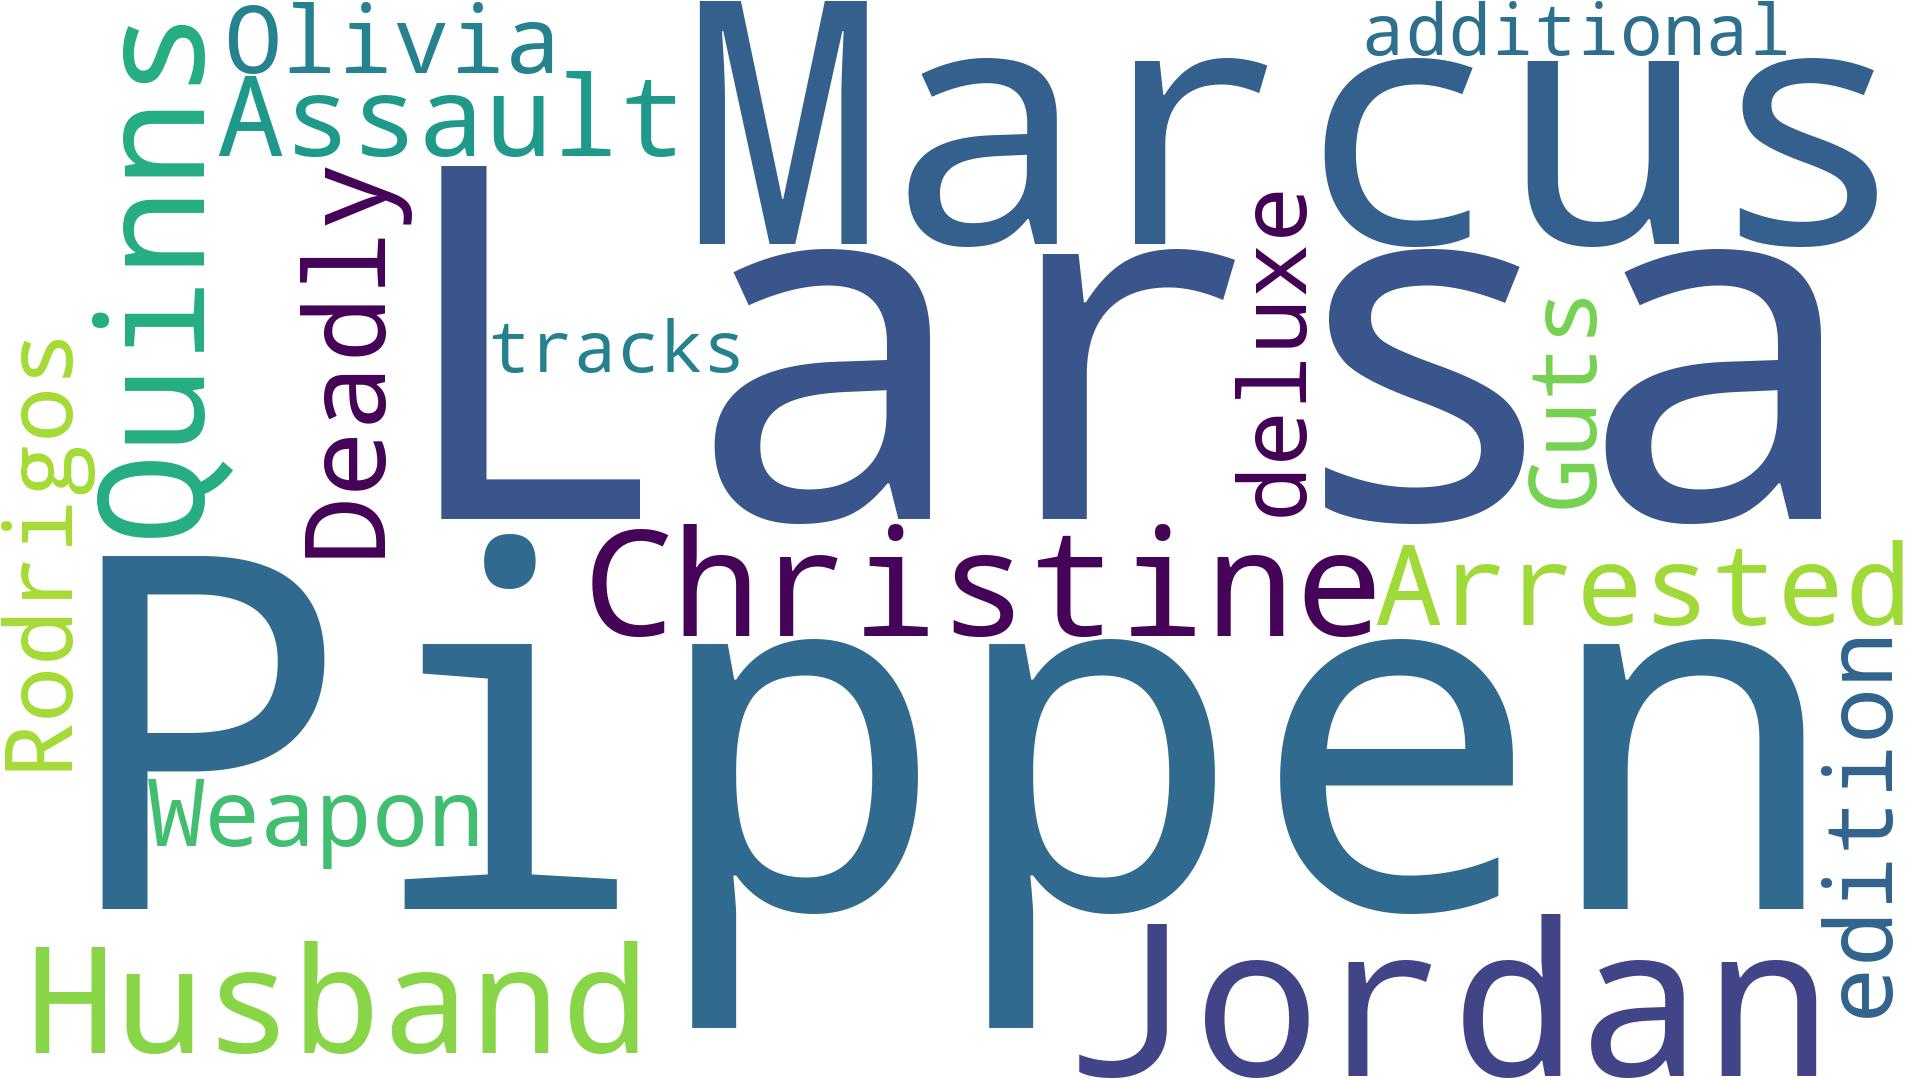 Olivia
additional
Marcus
Assault
Quinns
Deadly
Larsa
deluxe
Guts
tracks
Rodrigos
Christine
Arrested
Pippen
edition
Weapon
Husband
Jordan